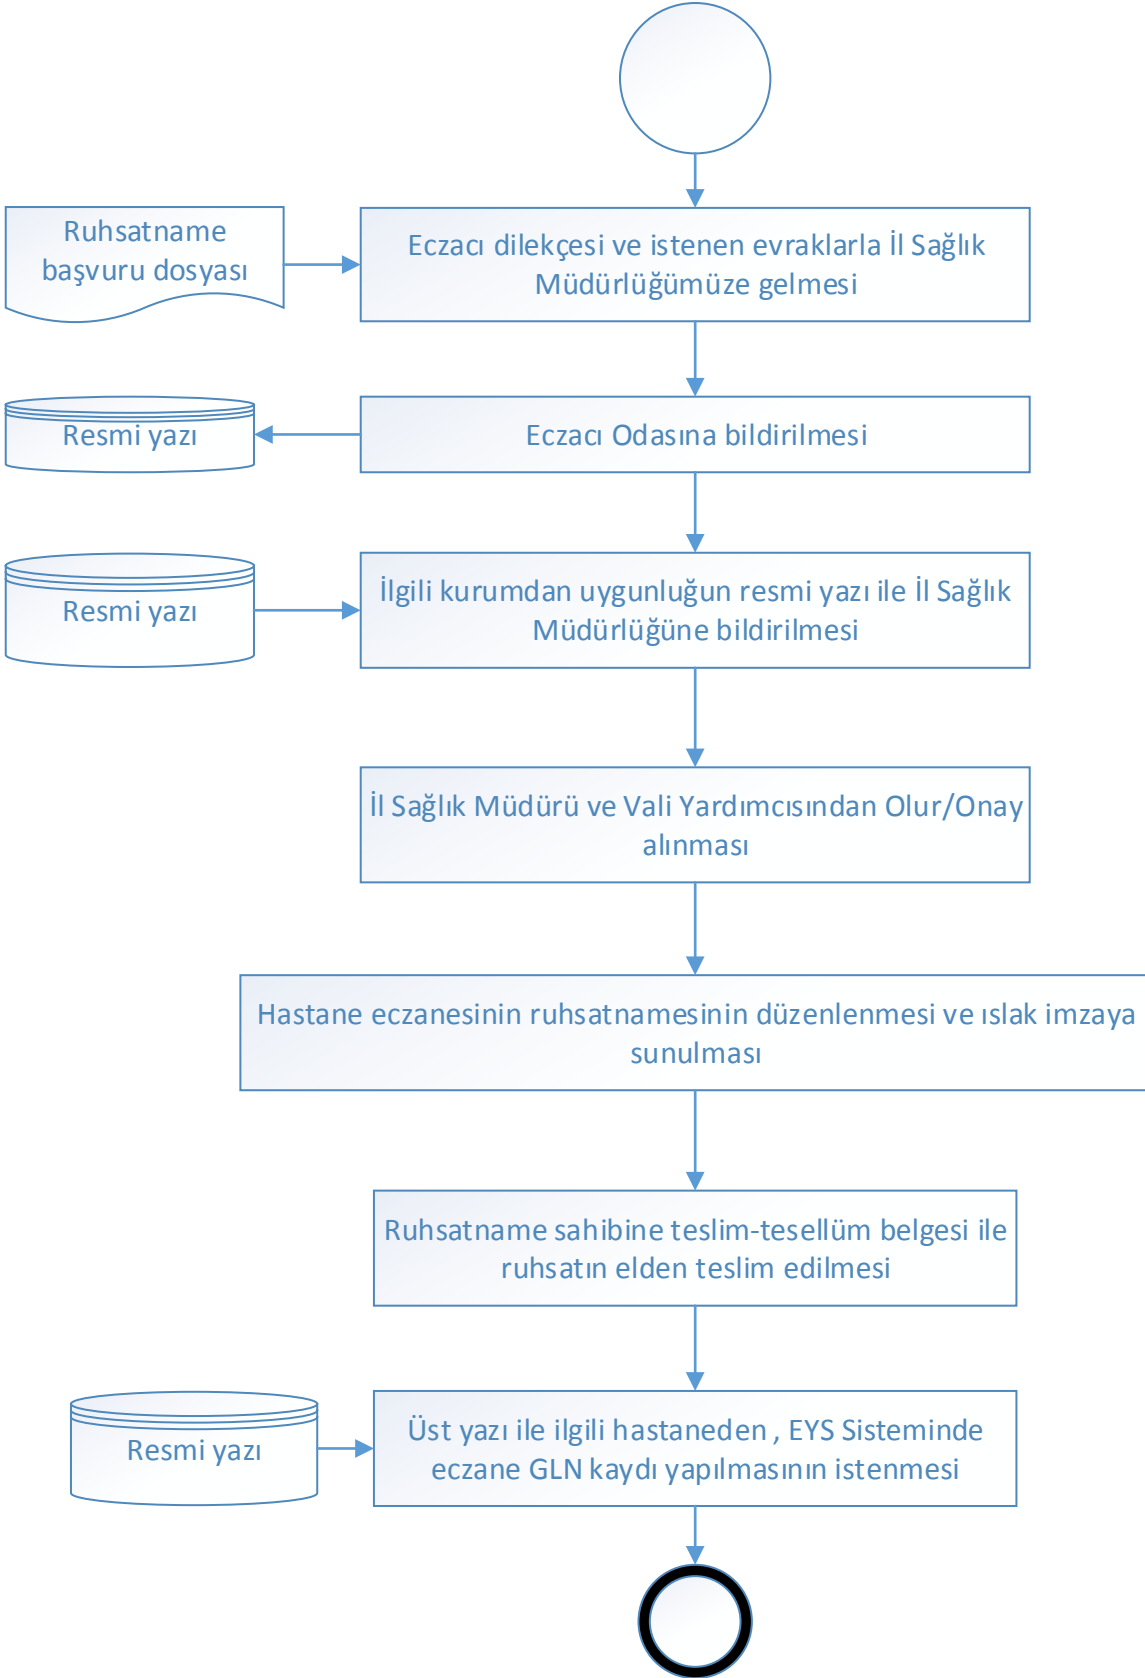 Ruhsatname
başvuru dosyası
Eczacı dilekçesi ve istenen evraklarla İl Sağlık
Müdürlüğümüze gelmesi
Resmi yazı
Eczacı Odasına bildirilmesi
Resmi yazı
İlgili kurumdan uygunluğun resmi yazı ile İl Sağlık
Müdürlüğüne bildirilmesi
İl Sağlık Müdürü ve Vali Yardımcısından Olur/Onay
alınması
Hastane eczanesinin ruhsatnamesinin düzenlenmesi ve ıslak imzaya
sunulması
Ruhsatname sahibine teslim-tesellüm belgesi ile
ruhsatın elden teslim edilmesi
Resmi yazı
Üst yazı ile ilgili hastaneden , EYS Sisteminde
eczane GLN kaydı yapılmasının istenmesi